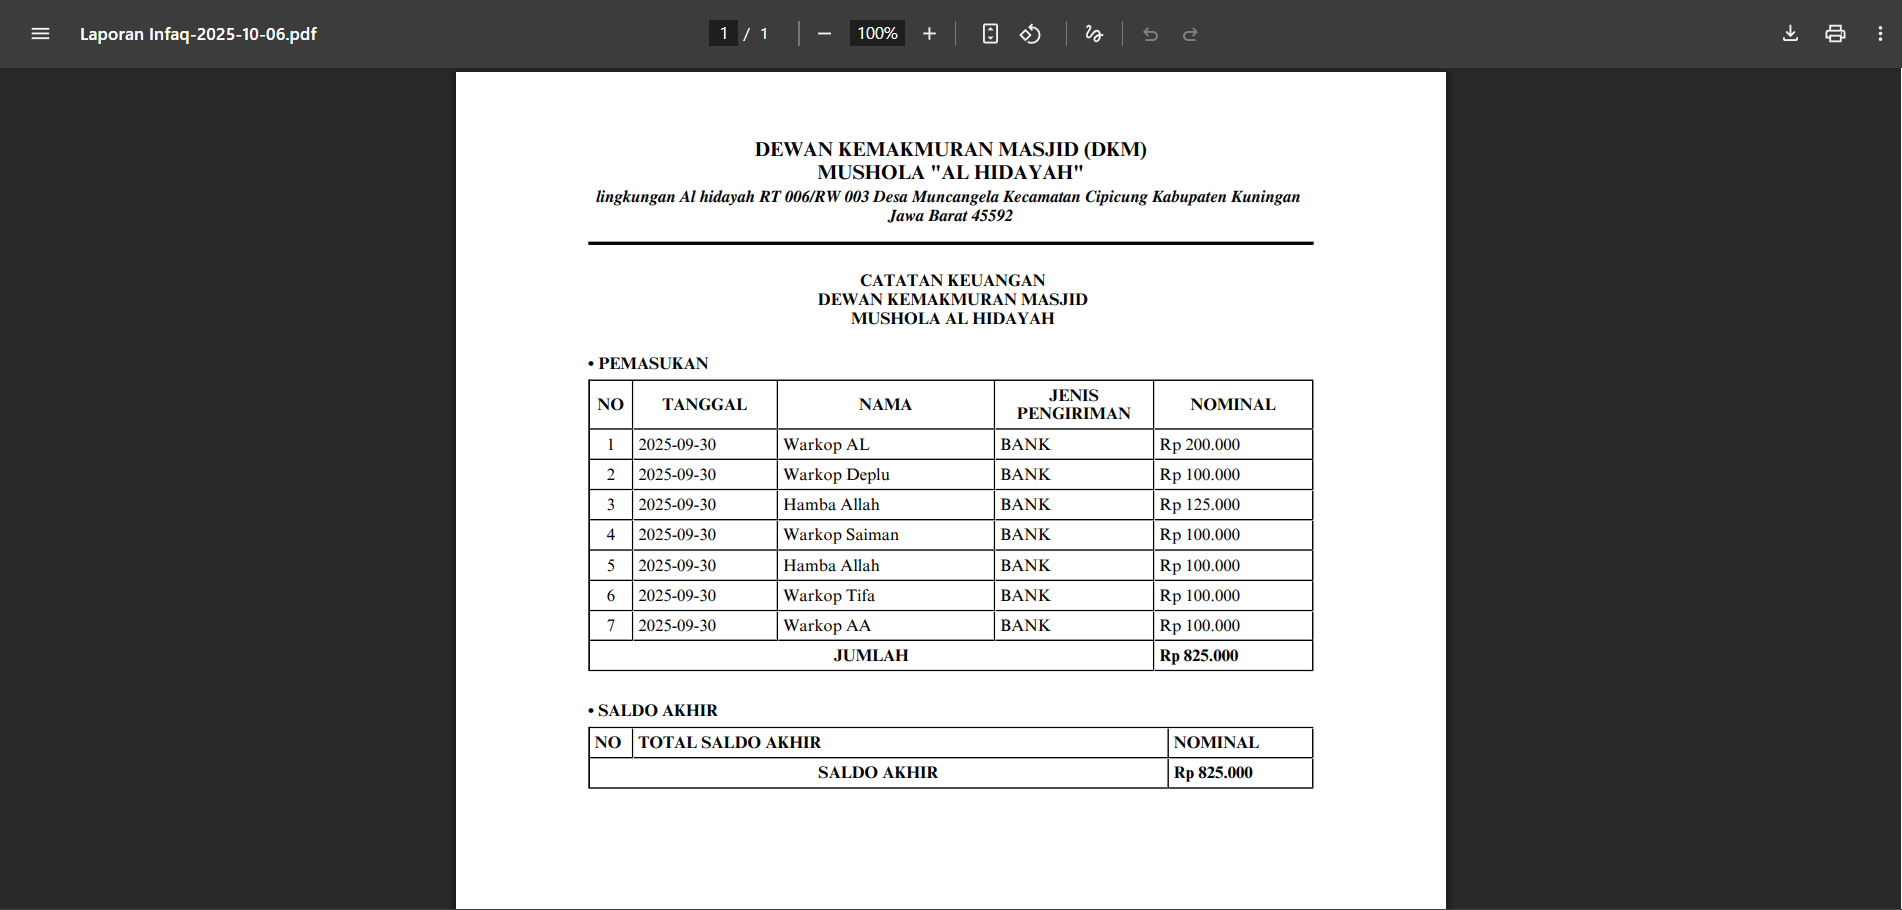 Laporan Infaq-2025-10-06.pdf
1 / 1
100%
DEWAN KEMAKMURAN MASJID (DKM)
MUSHOLA "AL HIDAYAH"
lingkungan Al hidayah RT 006/RW 003 Desa Muncangela Kecamatan Cipicung Kabupaten Kuningan
Jawa Barat 45592
CATATAN KEUANGAN
DEWAN KEMAKMURAN MASJID
MUSHOLA AL HIDAYAH
• PEMASUKAN
NO TANGGAL NAMA JENIS PENGIRIMAN NOMINAL
1 2025-09-30 Warkop AL BANK Rp 200.000
2 2025-09-30 Warkop Deplu BANK Rp 100.000
3 2025-09-30 Hamba Allah BANK Rp 125.000
4 2025-09-30 Warkop Saiman BANK Rp 100.000
5 2025-09-30 Hamba Allah BANK Rp 100.000
6 2025-09-30 Warkop Tifa BANK Rp 100.000
7 2025-09-30 Warkop AA BANK Rp 100.000
JUMLAH Rp 825.000
• SALDO AKHIR
NO TOTAL SALDO AKHIR NOMINAL
SALDO AKHIR Rp 825.000